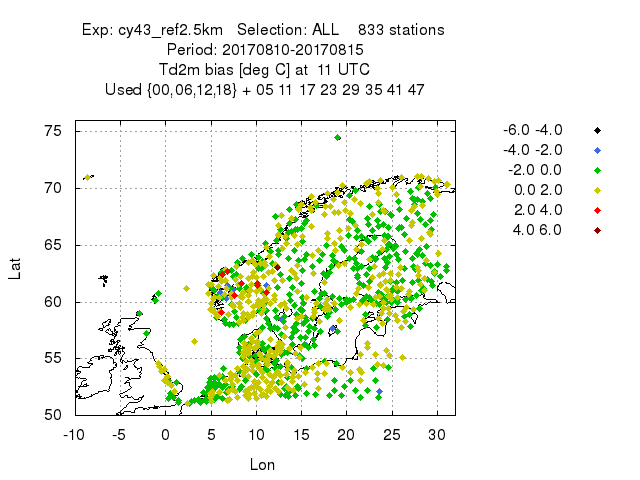 Exp: cy43_ref2.5km Selection: ALL 833 stations
Period: 20170810-20170815
Td2m bias [deg C] at 11 UTC
Used {00,06,12,18} + 05 11 17 23 29 35 41 47
-6.0 -4.0
-4.0 -2.0
-2.0 0.0
0.0 2.0
2.0 4.0
4.0 6.0
75
70
65
60
55
50
Lat
-10 -5 0 5 10 15 20 25 30
Lon